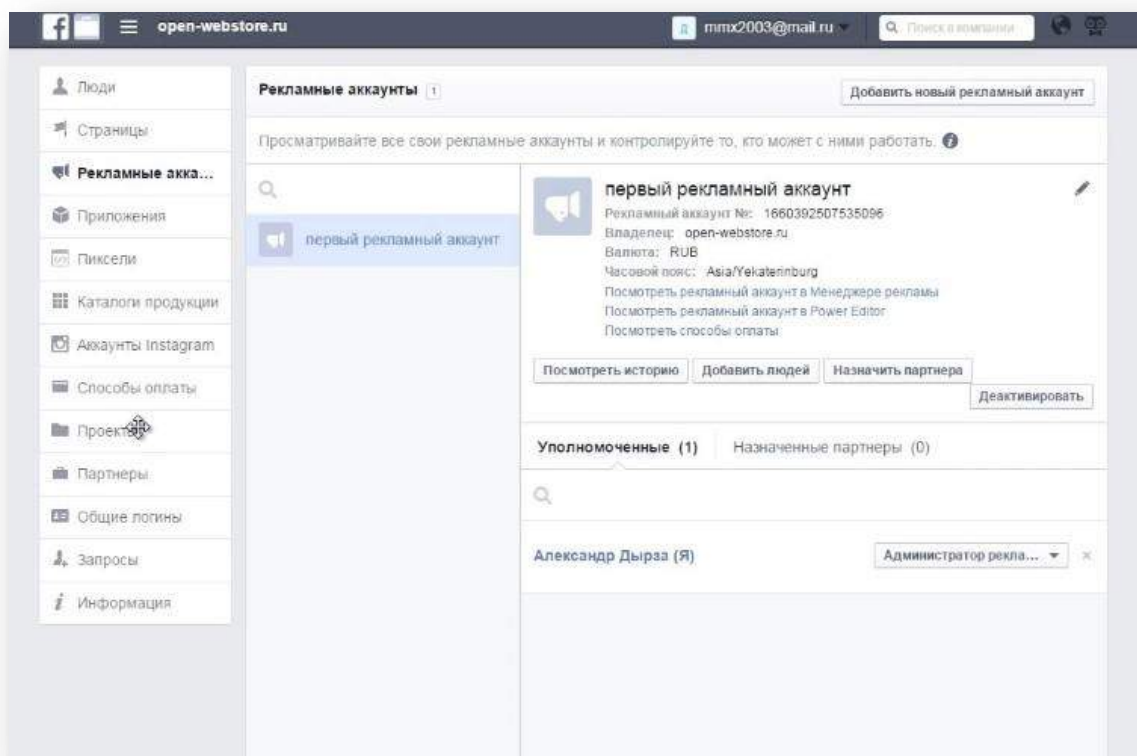 open-webstore.ru
mmx2003@mail.ru
Поиск в компании
Люди
Страницы
Рекламные акка...
Приложения
Пиксели
Каталоги продукции
Аккаунты Instagram
Способы оплаты
Проекты
Партнеры
Общие логины
Запросы
Информация
Рекламные аккаунты 1
Добавить новый рекламный аккаунт
Просматривайте все свои рекламные аккаунты и контролируйте то, кто может с ними работать.
первый рекламный аккаунт
первый рекламный аккаунт
Рекламный аккаунт №: 1660392507535096
Владелец: open-webstore.ru
Валюта: RUB
Часовой пояс: Asia/Yekaterinburg
Посмотреть рекламный аккаунт в Менеджере рекламы
Посмотреть рекламный аккаунт в Power Editor
Посмотреть способы оплаты
Посмотреть историю
Добавить людей
Назначить партнера
Деактивировать
Уполномоченные (1)
Назначенные партнеры (0)
Александр Дырза (Я)
Администратор рекла...